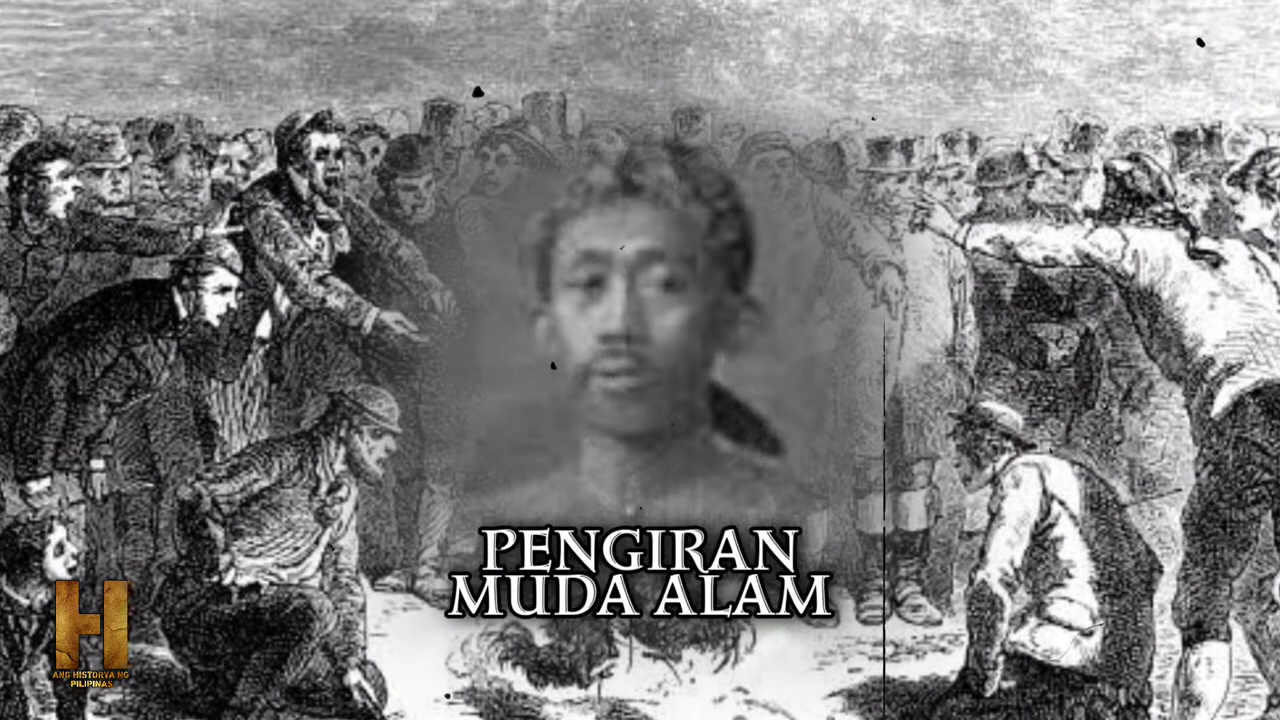 PENGIRAN
MUDA ALAM
H
ANG HISTORYA NG
PILIPINAS